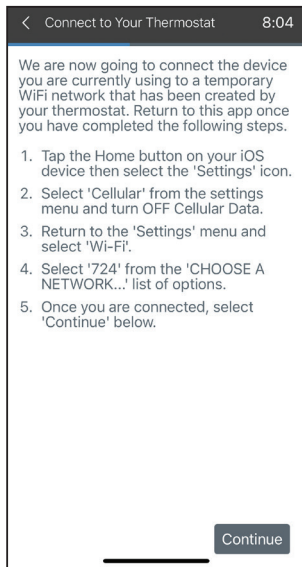 Connect to Your Thermostat 8:04
We are now going to connect the device
you are currently using to a temporary
WiFi network that has been created by
your thermostat. Return to this app once
you have completed the following steps.
1. Tap the Home button on your iOS
device then select the 'Settings' icon.
2. Select 'Cellular' from the settings
menu and turn OFF Cellular Data.
3. Return to the 'Settings' menu and
select 'Wi-Fi'.
4. Select '724' from the 'CHOOSE A
NETWORK...' list of options.
5. Once you are connected, select
'Continue' below.
Continue